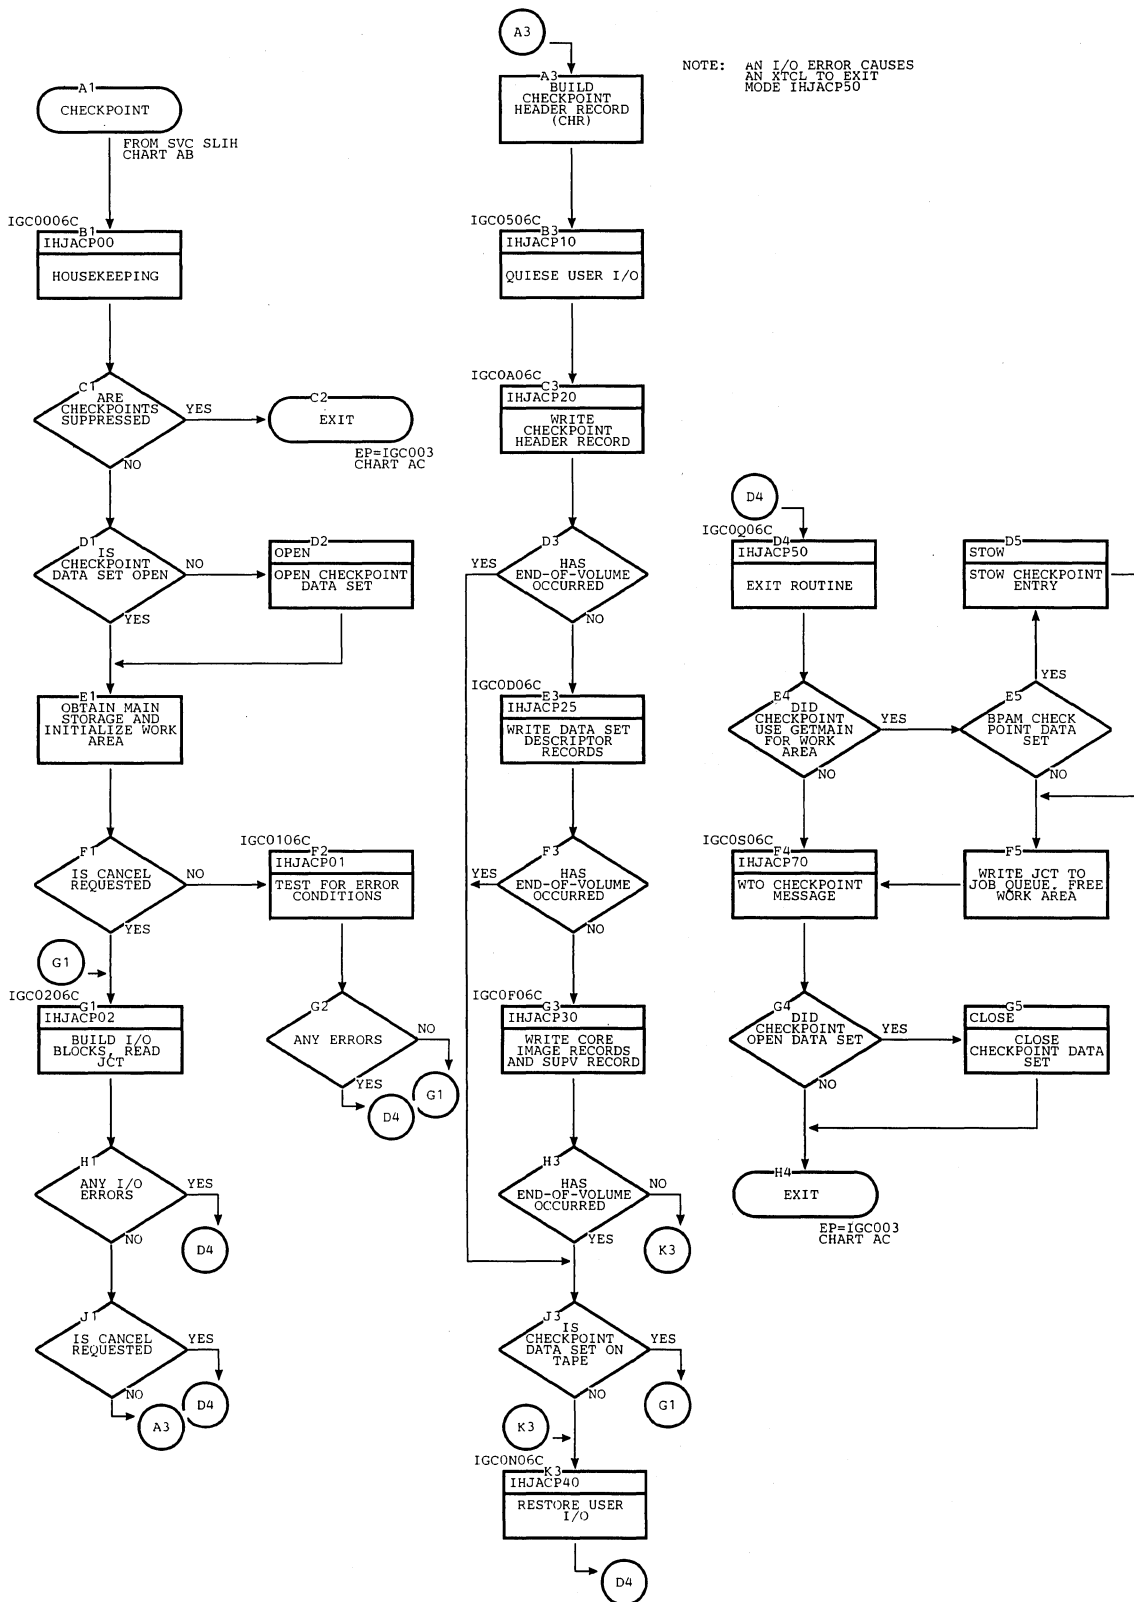 A1
CHECKPOINT
FROM SVC SLIH
CHART AB
IGC0006C
B1
IHJACP00
HOUSEKEEPING
C1
ARE
CHECKPOINTS
SUPPRESSED
YES
NO
C2
EXIT
EP=IGC003
CHART AC
D1
IS
CHECKPOINT
DATA SET OPEN
NO
YES
D2
OPEN
OPEN CHECKPOINT
DATA SET
E1
OBTAIN MAIN
STORAGE AND
INITIALIZE WORK
AREA
F1
IS CANCEL
REQUESTED
NO
YES
IGC0106C
F2
IHJACP01
TEST FOR ERROR
CONDITIONS
G1
IGC0206C
G1
IHJACP02
BUILD I/O
BLOCKS, READ
JCT
G2
ANY ERRORS
NO
YES
D4
G1
H1
ANY I/O
ERRORS
YES
NO
D4
J1
IS CANCEL
REQUESTED
YES
NO
A3
D4
A3
A3
BUILD
CHECKPOINT
HEADER RECORD
(CHR)
NOTE: AN I/O ERROR CAUSES
AN XTCL TO EXIT
MODE IHJACP50
IGC0506C
B3
IHJACP10
QUIESE USER I/O
IGC0A06C
C3
IHJACP20
WRITE
CHECKPOINT
HEADER RECORD
D3
HAS
END-OF-VOLUME
OCCURRED
YES
NO
IGC0D06C
E3
IHJACP25
WRITE DATA SET
DESCRIPTOR
RECORDS
F3
HAS
END-OF-VOLUME
OCCURRED
YES
NO
IGC0F06C
G3
IHJACP30
WRITE CORE
IMAGE RECORDS
AND SUPV RECORD
H3
HAS
END-OF-VOLUME
OCCURRED
NO
YES
K3
J3
IS
CHECKPOINT
DATA SET ON
TAPE
YES
NO
G1
K3
IGC0N06C
K3
IHJACP40
RESTORE USER
I/O
D4
D4
IGC0Q06C
D4
IHJACP50
EXIT ROUTINE
D5
STOW
STOW CHECKPOINT
ENTRY
E4
DID
CHECKPOINT
USE GETMAIN
FOR WORK
AREA
YES
NO
E5
BPAM CHECK
POINT DATA
SET
YES
NO
IGC0S06C
F4
IHJACP70
WTO CHECKPOINT
MESSAGE
F5
WRITE JCT TO
JOB QUEUE. FREE
WORK AREA
G4
DID
CHECKPOINT
OPEN DATA SET
YES
NO
G5
CLOSE
CLOSE
CHECKPOINT DATA
SET
H4
EXIT
EP=IGC003
CHART AC